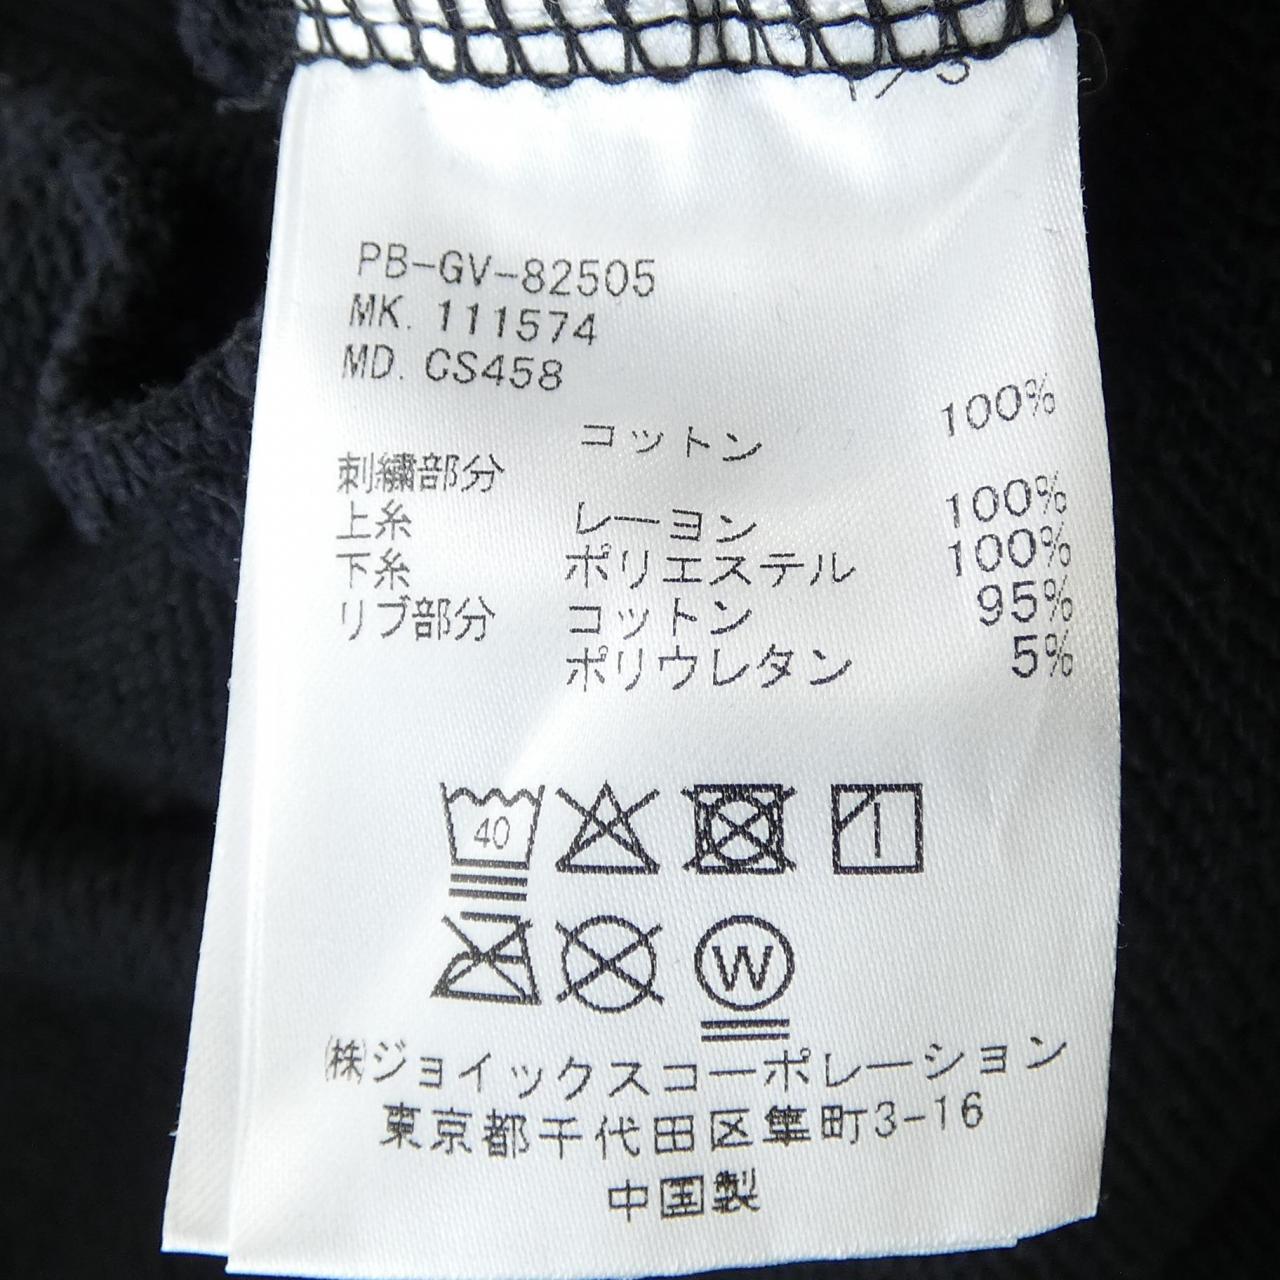 PB-GV-82505
MK. 111574
MD. CS458
コットン 100%
刺繍部分
上糸 レーヨン 100%
下糸 ポリエステル 100%
リブ部分 コットン 95%
ポリウレタン 5%
40
W
㈱ジョイックスコーポレーション
東京都千代田区隼町3-16
中国製